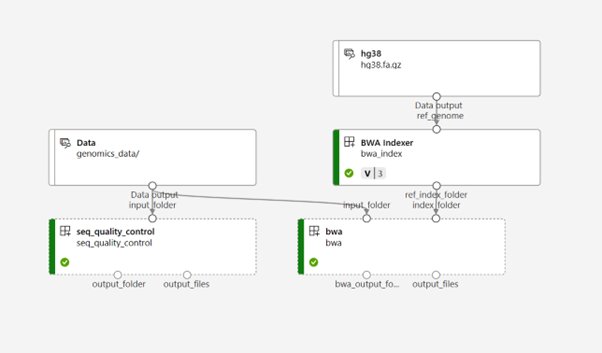 hg38
hg38.fa.gz
Data output
ref_genome
Data
genomics_data/
BWA Indexer
bwa_index
V 3
Data output
input_folder
input_folder
ref_index_folder
index_folder
seq_quality_control
seq_quality_control
bwa
bwa
output_folder
output_files
bwa_output_fo...
output_files